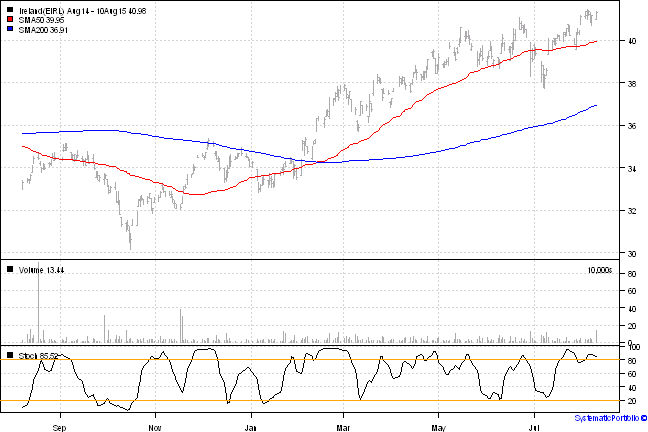 Ireland(EIRL) Aug14 - 10Aug15 40.98
SMA50 39.95
SMA200 36.91
40
38
36
34
32
30
Volume 13.44
10,000s
80
60
40
20
0
Stoch 85.52
100
80
60
40
20
Sep
Nov
Jan
Mar
May
Jul
SystematicPortfolio ©